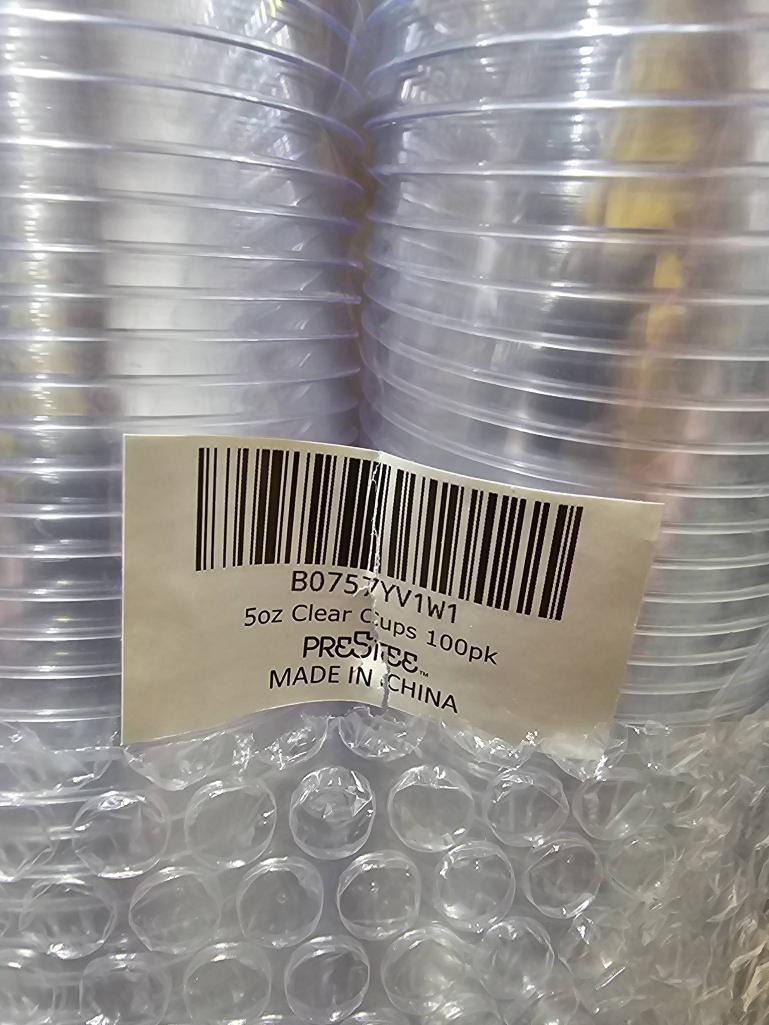 B0757YV1W1
5oz Clear Cups 100pk
PRESTEE™
MADE IN CHINA